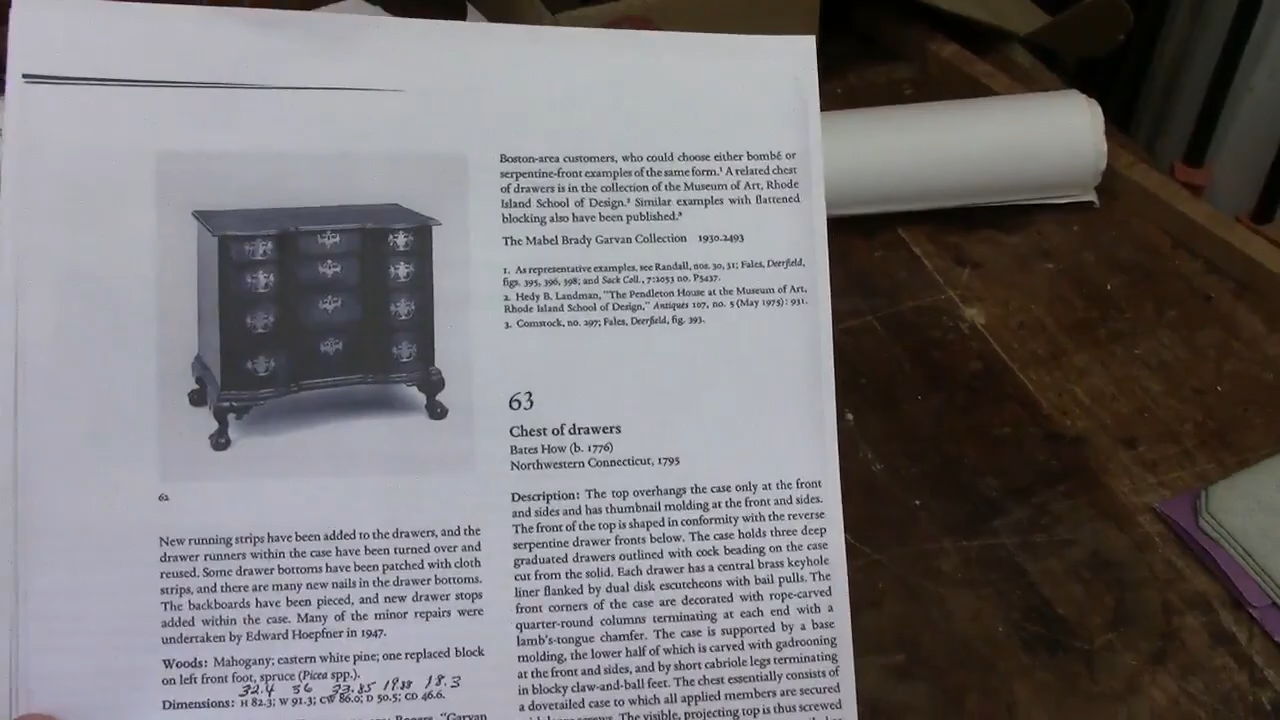 62
New running strips have been added to the drawers, and the
drawer runners within the case have been turned over and
reused. Some drawer bottoms have been patched with cloth
strips, and there are many new nails in the drawer bottoms.
The backboards have been pieced, and new drawer stops
added within the case. Many of the minor repairs were
undertaken by Edward Hoepfner in 1947.
Woods: Mahogany; eastern white pine; one replaced block
on left front foot, spruce (Picea spp.).
32.4 36 33.85 19.88 18.3
Dimensions: H 82.3; W 91.3; CW 86.0; D 50.5; CD 46.6.
Rogers, "Garvan
Boston-area customers, who could choose either bombé or
serpentine-front examples of the same form.¹ A related chest
of drawers is in the collection of the Museum of Art, Rhode
Island School of Design.² Similar examples with flattened
blocking also have been published.³
The Mabel Brady Garvan Collection 1930.2493
1. As representative examples, see Randall, nos. 30, 31; Fales, Deerfield,
figs. 395, 396, 398; and Sack Coll., 7:2053 no. P5437.
2. Hedy B. Landman, "The Pendleton House at the Museum of Art,
Rhode Island School of Design," Antiques 107, no. 5 (May 1975): 931.
3. Comstock, no. 297; Fales, Deerfield, fig. 393.
63
Chest of drawers
Bates How (b. 1776)
Northwestern Connecticut, 1795
Description: The top overhangs the case only at the front
and sides and has thumbnail molding at the front and sides.
The front of the top is shaped in conformity with the reverse
serpentine drawer fronts below. The case holds three deep
graduated drawers outlined with cock beading on the case
cut from the solid. Each drawer has a central brass keyhole
liner flanked by dual disk escutcheons with bail pulls. The
front corners of the case are decorated with rope-carved
quarter-round columns terminating at each end with a
lamb's-tongue chamfer. The case is supported by a base
molding, the lower half of which is carved with gadrooning
at the front and sides, and by short cabriole legs terminating
in blocky claw-and-ball feet. The chest essentially consists of
a dovetailed case to which all applied members are secured
screws. The visible, projecting top is thus screwed